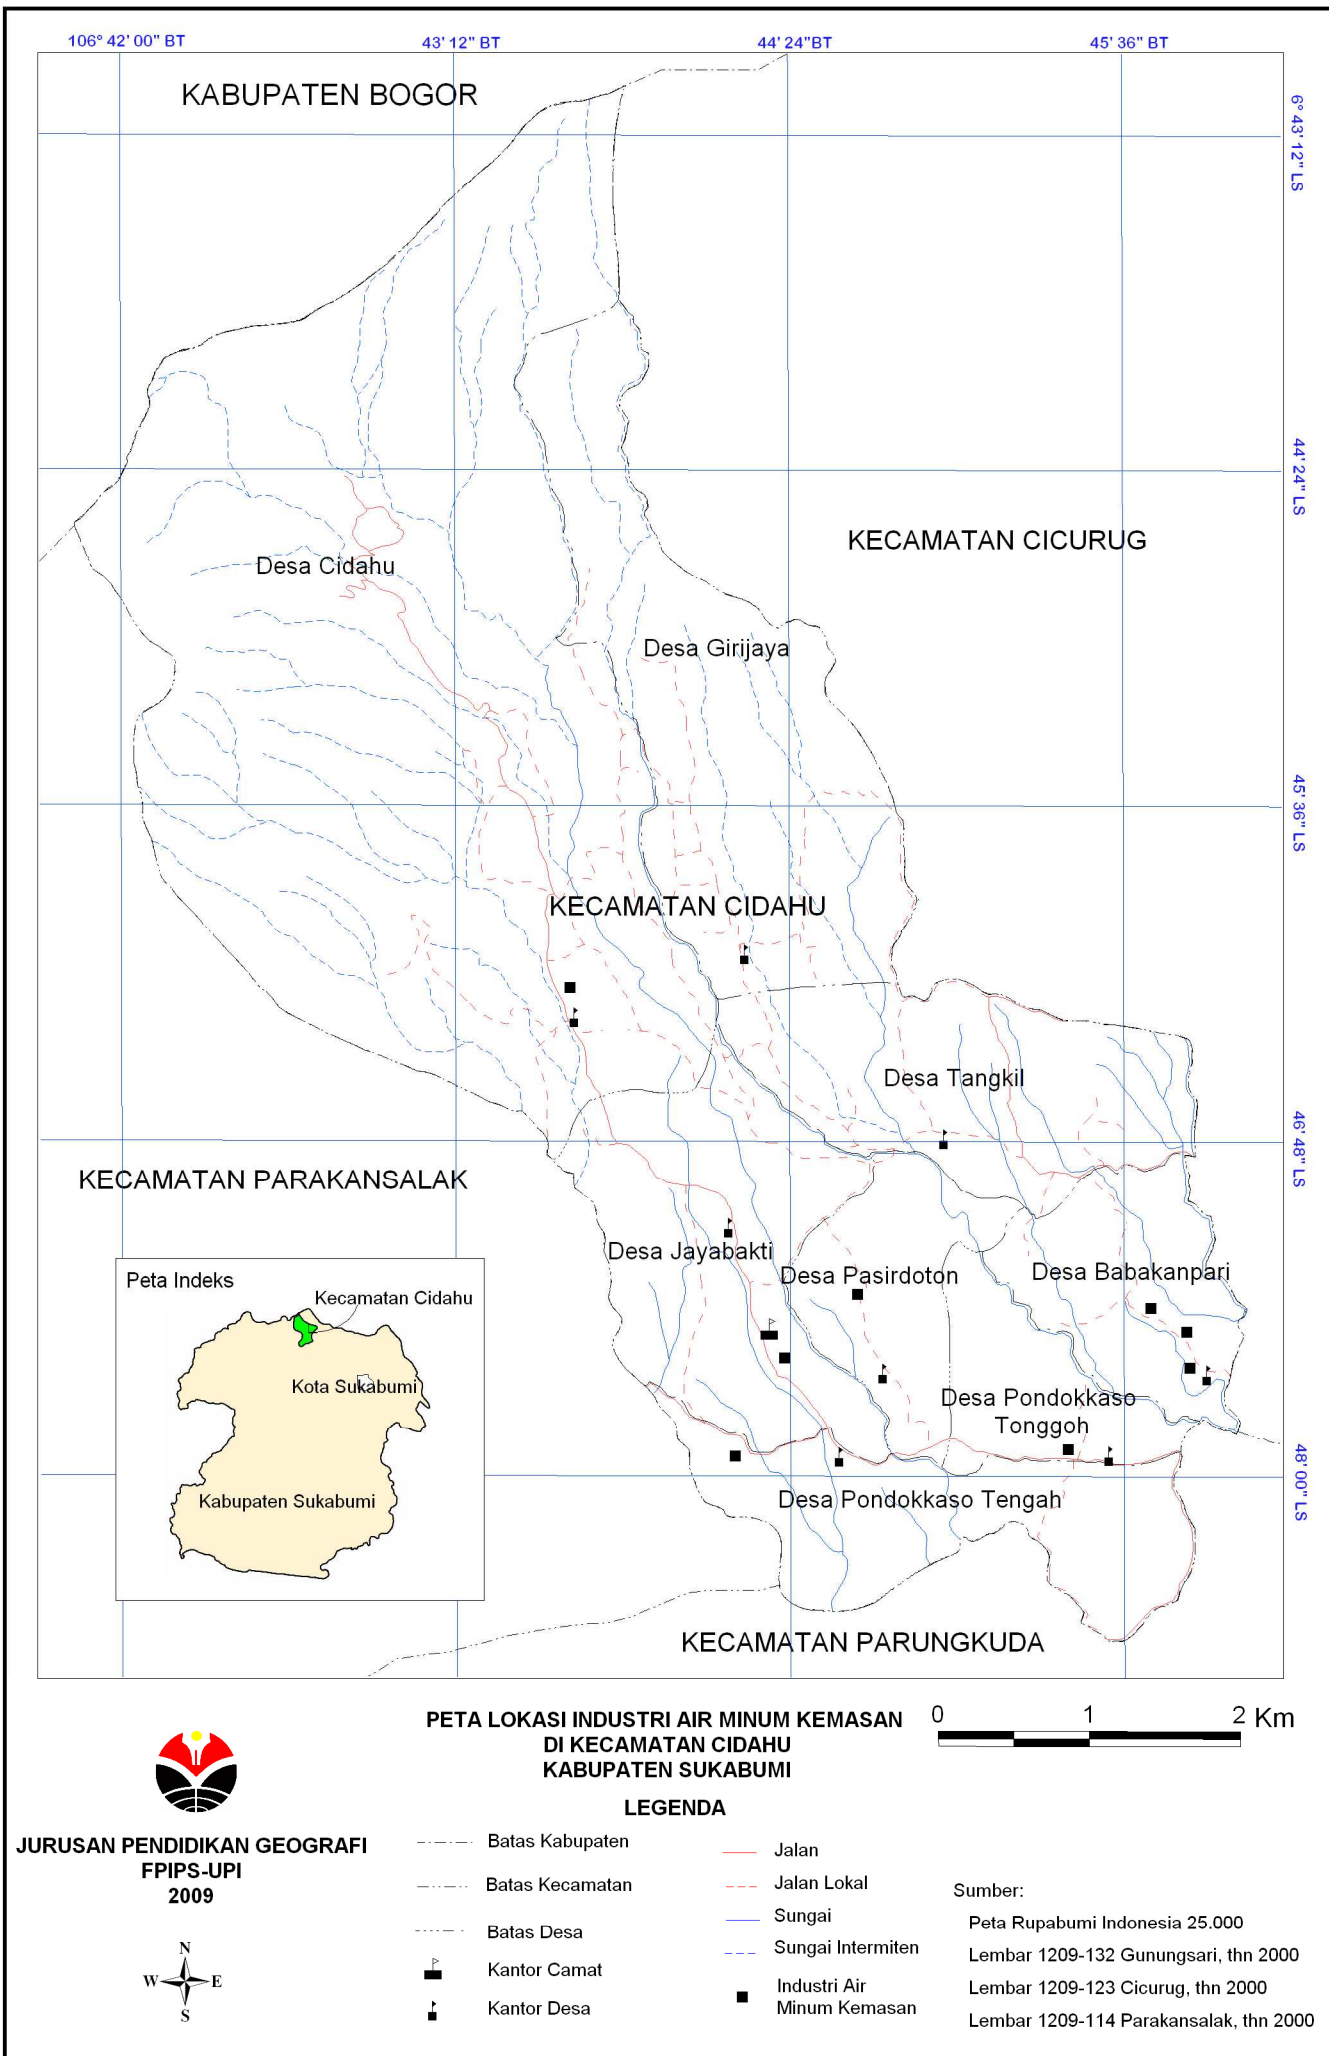 106° 42' 00" BT
43' 12" BT
44' 24" BT
45' 36" BT
KABUPATEN BOGOR
6° 43' 12" LS
44' 24" LS
KECAMATAN CICURUG
Desa Cidahu
Desa Girijaya
45' 36" LS
KECAMATAN CIDAHU
Desa Tangkil
46' 48" LS
KECAMATAN PARAKANSALAK
Desa Jayabakti
Desa Pasirdoton
Desa Babakanpari
Peta Indeks
Kecamatan Cidahu
Kota Sukabumi
Kabupaten Sukabumi
Desa Pondokkaso
Tonggoh
48' 00" LS
Desa Pondokkaso Tengah
KECAMATAN PARUNGKUDA
PETA LOKASI INDUSTRI AIR MINUM KEMASAN
DI KECAMATAN CIDAHU
KABUPATEN SUKABUMI
0 1 2 Km
JURUSAN PENDIDIKAN GEOGRAFI
FPIPS-UPI
2009
N
W E
S
LEGENDA
Batas Kabupaten
Batas Kecamatan
Batas Desa
Kantor Camat
Kantor Desa
Jalan
Jalan Lokal
Sungai
Sungai Intermiten
Industri Air
Minum Kemasan
Sumber:
Peta Rupabumi Indonesia 25.000
Lembar 1209-132 Gunungsari, thn 2000
Lembar 1209-123 Cicurug, thn 2000
Lembar 1209-114 Parakansalak, thn 2000